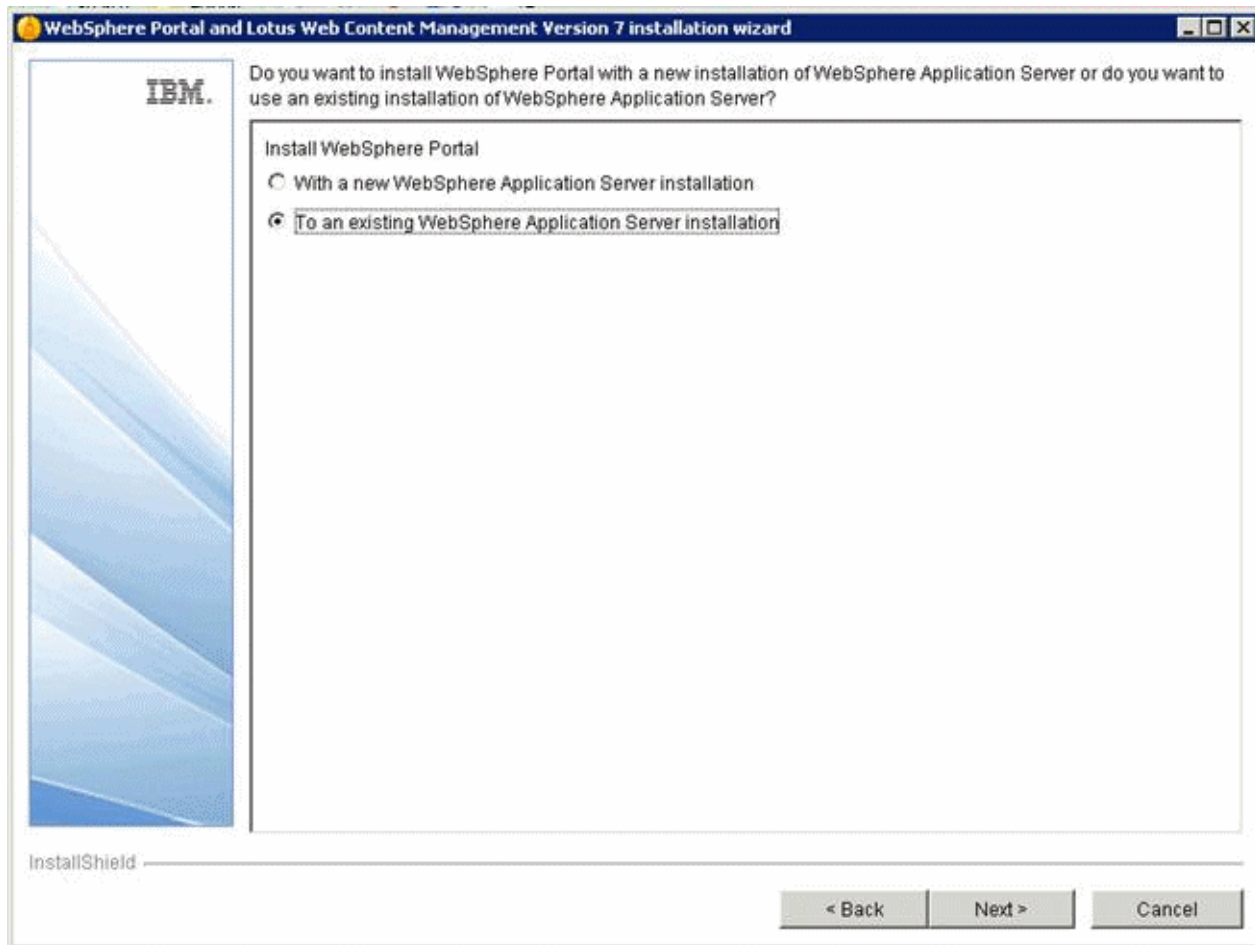 WebSphere Portal and Lotus Web Content Management Version 7 installation wizard
IBM.
Do you want to install WebSphere Portal with a new installation of WebSphere Application Server or do you want to
use an existing installation of WebSphere Application Server?
Install WebSphere Portal
With a new WebSphere Application Server installation
To an existing WebSphere Application Server installation
InstallShield
< Back
Next >
Cancel